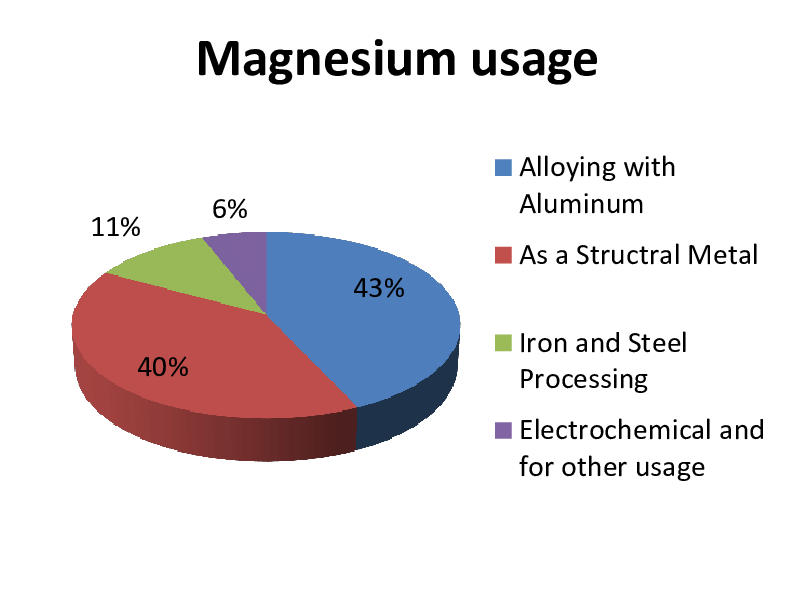 Magnesium usage
Alloying with
Aluminum
As a Structral Metal
Iron and Steel
Processing
Electrochemical and
for other usage
6%
11%
43%
40%